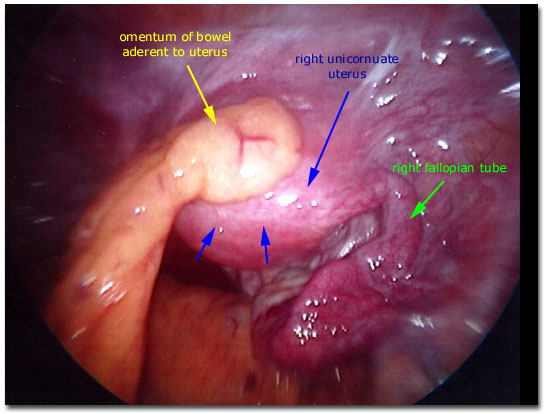 omentum of bowel
aderent to uterus
right unicornuate
uterus
right fallopian tube